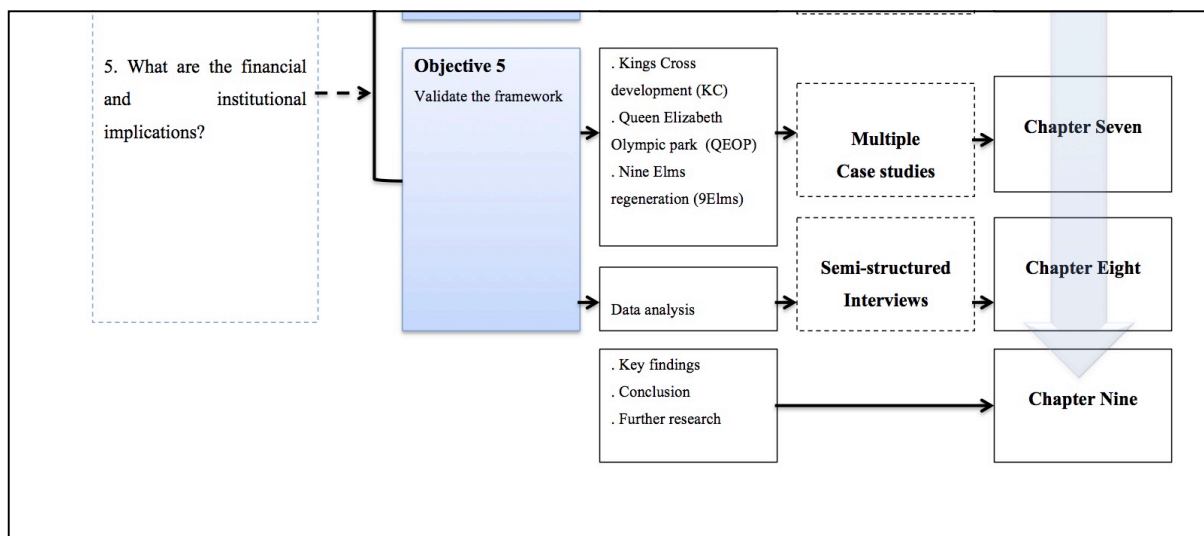 5. What are the financial
and institutional
implications?
Objective 5
Validate the framework
. Kings Cross
development (KC)
. Queen Elizabeth
Olympic park (QEOP)
. Nine Elms
regeneration (9Elms)
Multiple
Case studies
Chapter Seven
Data analysis
Semi-structured
Interviews
Chapter Eight
. Key findings
. Conclusion
. Further research
Chapter Nine